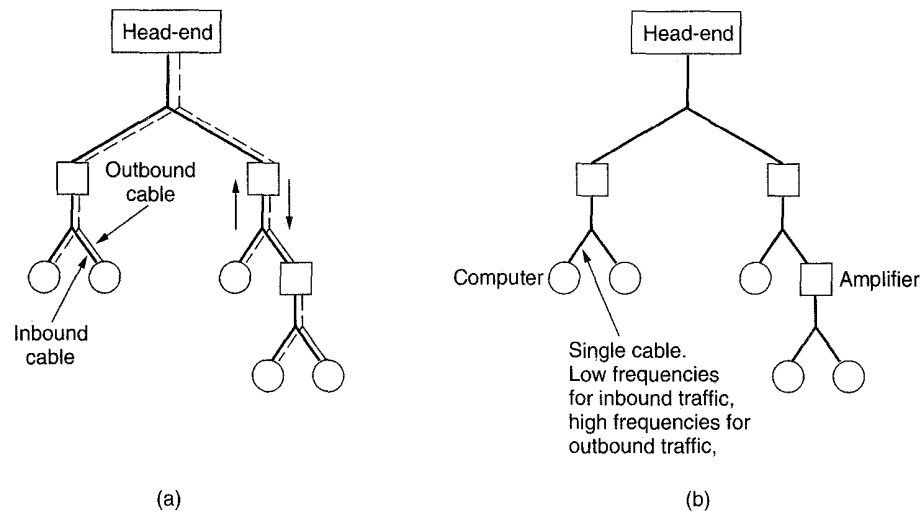 Head-end
Outbound
cable
Inbound
cable
(a)
Head-end
Computer
Amplifier
Single cable.
Low frequencies
for inbound traffic,
high frequencies for
outbound traffic,
(b)